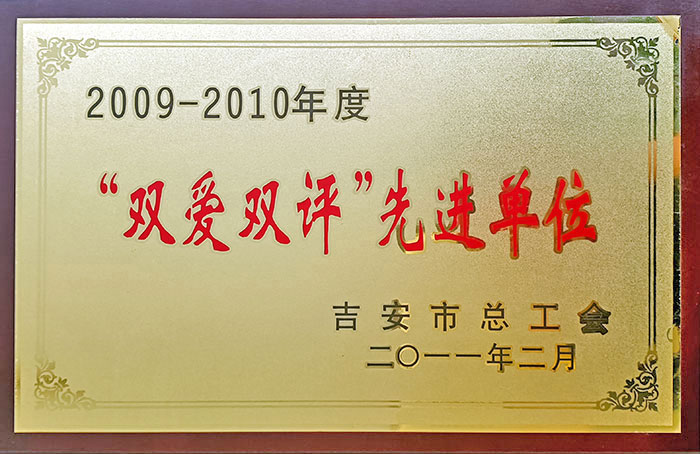 2009-2010年度
“双爱双评”先进单位
吉安市总工会
二〇一一年二月